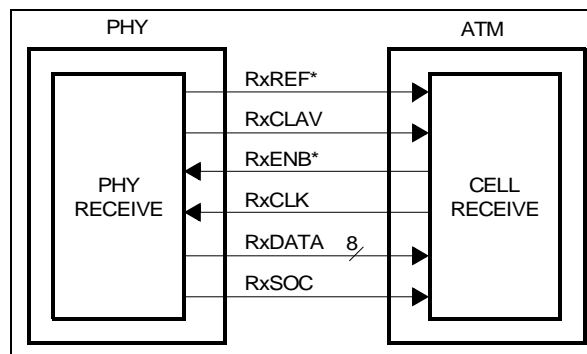 PHY
ATM
RxREF*
RxCLAV
RxENB*
RxCLK
RxDATA 8
RxSOC
PHY
RECEIVE
CELL
RECEIVE